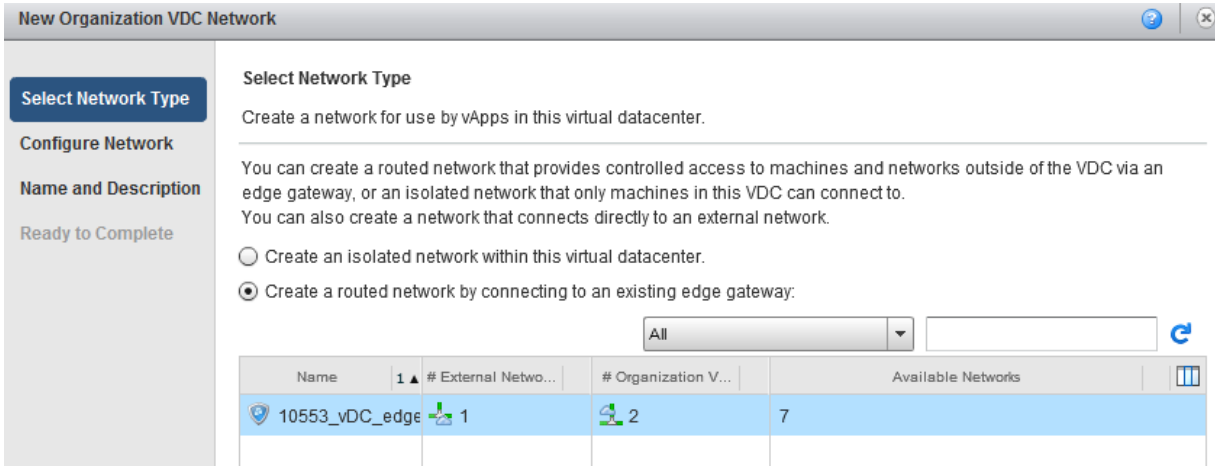 New Organization VDC Network
Select Network Type
Configure Network
Name and Description
Ready to Complete
Select Network Type
Create a network for use by vApps in this virtual datacenter.
You can create a routed network that provides controlled access to machines and networks outside of the VDC via an
edge gateway, or an isolated network that only machines in this VDC can connect to.
You can also create a network that connects directly to an external network.
Create an isolated network within this virtual datacenter.
Create a routed network by connecting to an existing edge gateway:
All
Name 1 ▲ # External Netwo... # Organization V... Available Networks
10553_vDC_edge 1 2 7